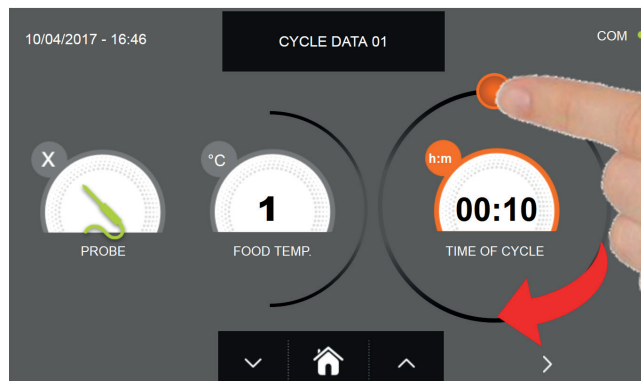 10/04/2017 - 16:46
CYCLE DATA 01
COM
X
°C
h:m
1
00:10
PROBE
FOOD TEMP.
TIME OF CYCLE